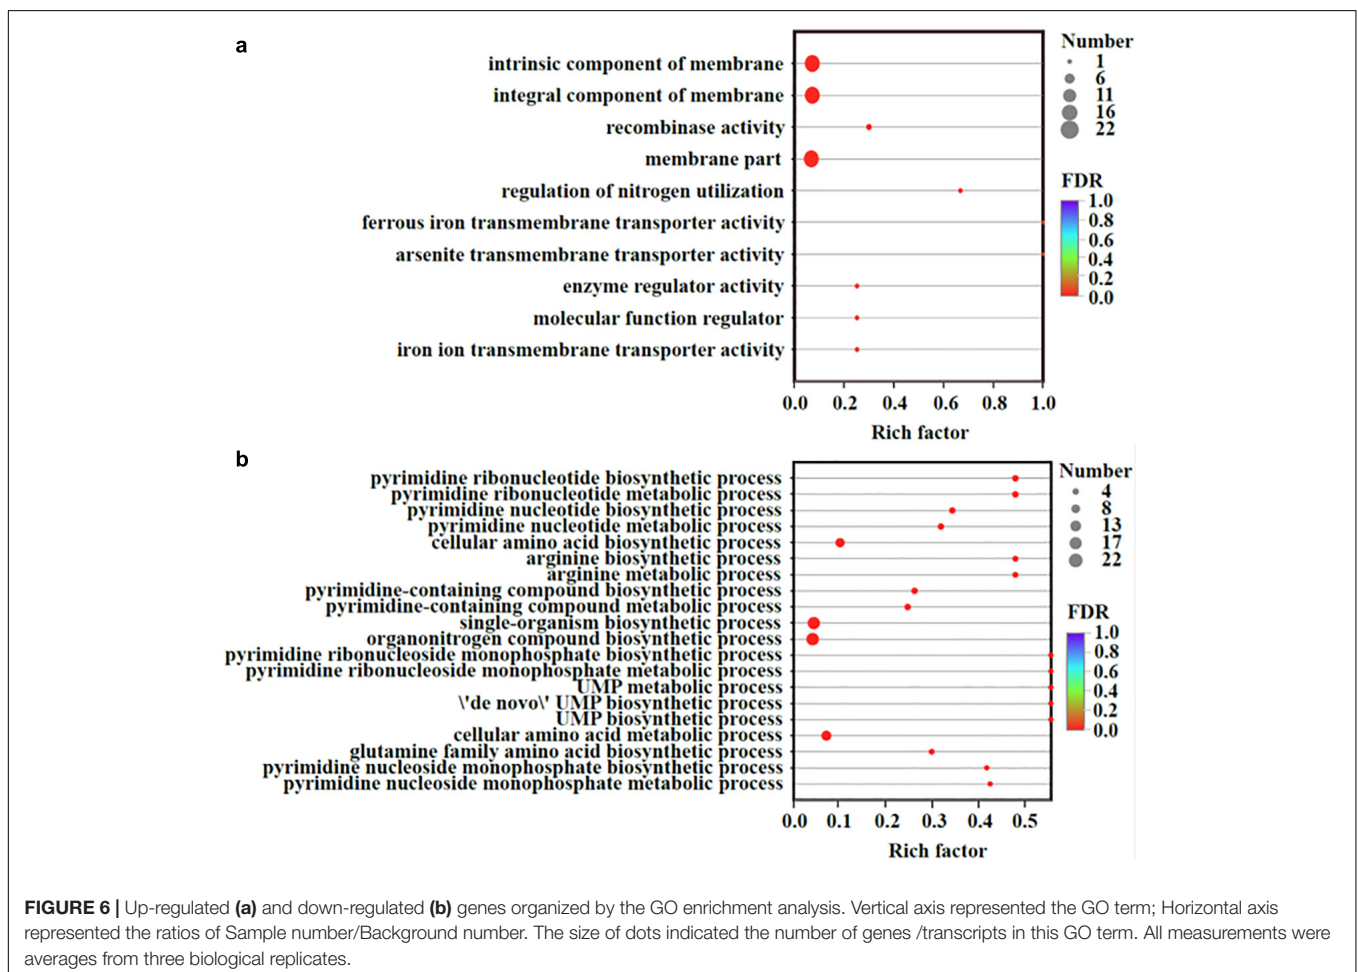 a
intrinsic component of membrane
integral component of membrane
recombinase activity
membrane part
regulation of nitrogen utilization
ferrous iron transmembrane transporter activity
arsenite transmembrane transporter activity
enzyme regulator activity
molecular function regulator
iron ion transmembrane transporter activity
0.0 0.2 0.4 0.6 0.8 1.0
Rich factor
Number
1
6
11
16
22
FDR
1.0
0.8
0.6
0.4
0.2
0.0
b
pyrimidine ribonucleotide biosynthetic process
pyrimidine ribonucleotide metabolic process
pyrimidine nucleotide biosynthetic process
pyrimidine nucleotide metabolic process
cellular amino acid biosynthetic process
arginine biosynthetic process
arginine metabolic process
pyrimidine-containing compound biosynthetic process
pyrimidine-containing compound metabolic process
single-organism biosynthetic process
organonitrogen compound biosynthetic process
pyrimidine ribonucleoside monophosphate biosynthetic process
pyrimidine ribonucleoside monophosphate metabolic process
UMP metabolic process
\'de novo\' UMP biosynthetic process
UMP biosynthetic process
cellular amino acid metabolic process
glutamine family amino acid biosynthetic process
pyrimidine nucleoside monophosphate biosynthetic process
pyrimidine nucleoside monophosphate metabolic process
0.0 0.1 0.2 0.3 0.4 0.5
Rich factor
Number
4
8
13
17
22
FDR
1.0
0.8
0.6
0.4
0.2
0.0
FIGURE 6 | Up-regulated (a) and down-regulated (b) genes organized by the GO enrichment analysis. Vertical axis represented the GO term; Horizontal axis
represented the ratios of Sample number/Background number. The size of dots indicated the number of genes /transcripts in this GO term. All measurements were
averages from three biological replicates.